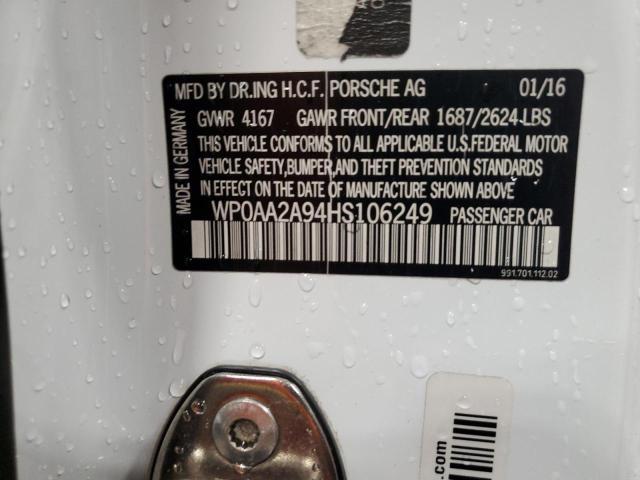 MFD BY DR.ING H.C.F. PORSCHE AG 01/16
GVWR 4167 GAWR FRONT/REAR 1687/2624 LBS
THIS VEHICLE CONFORMS TO ALL APPLICABLE U.S.FEDERAL MOTOR
VEHICLE SAFETY,BUMPER,AND THEFT PREVENTION STANDARDS
IN EFFECT ON THE DATE OF MANUFACTURE SHOWN ABOVE
WP0AA2A94HS106249 PASSENGER CAR
991.701.112.02
MADE IN GERMANY